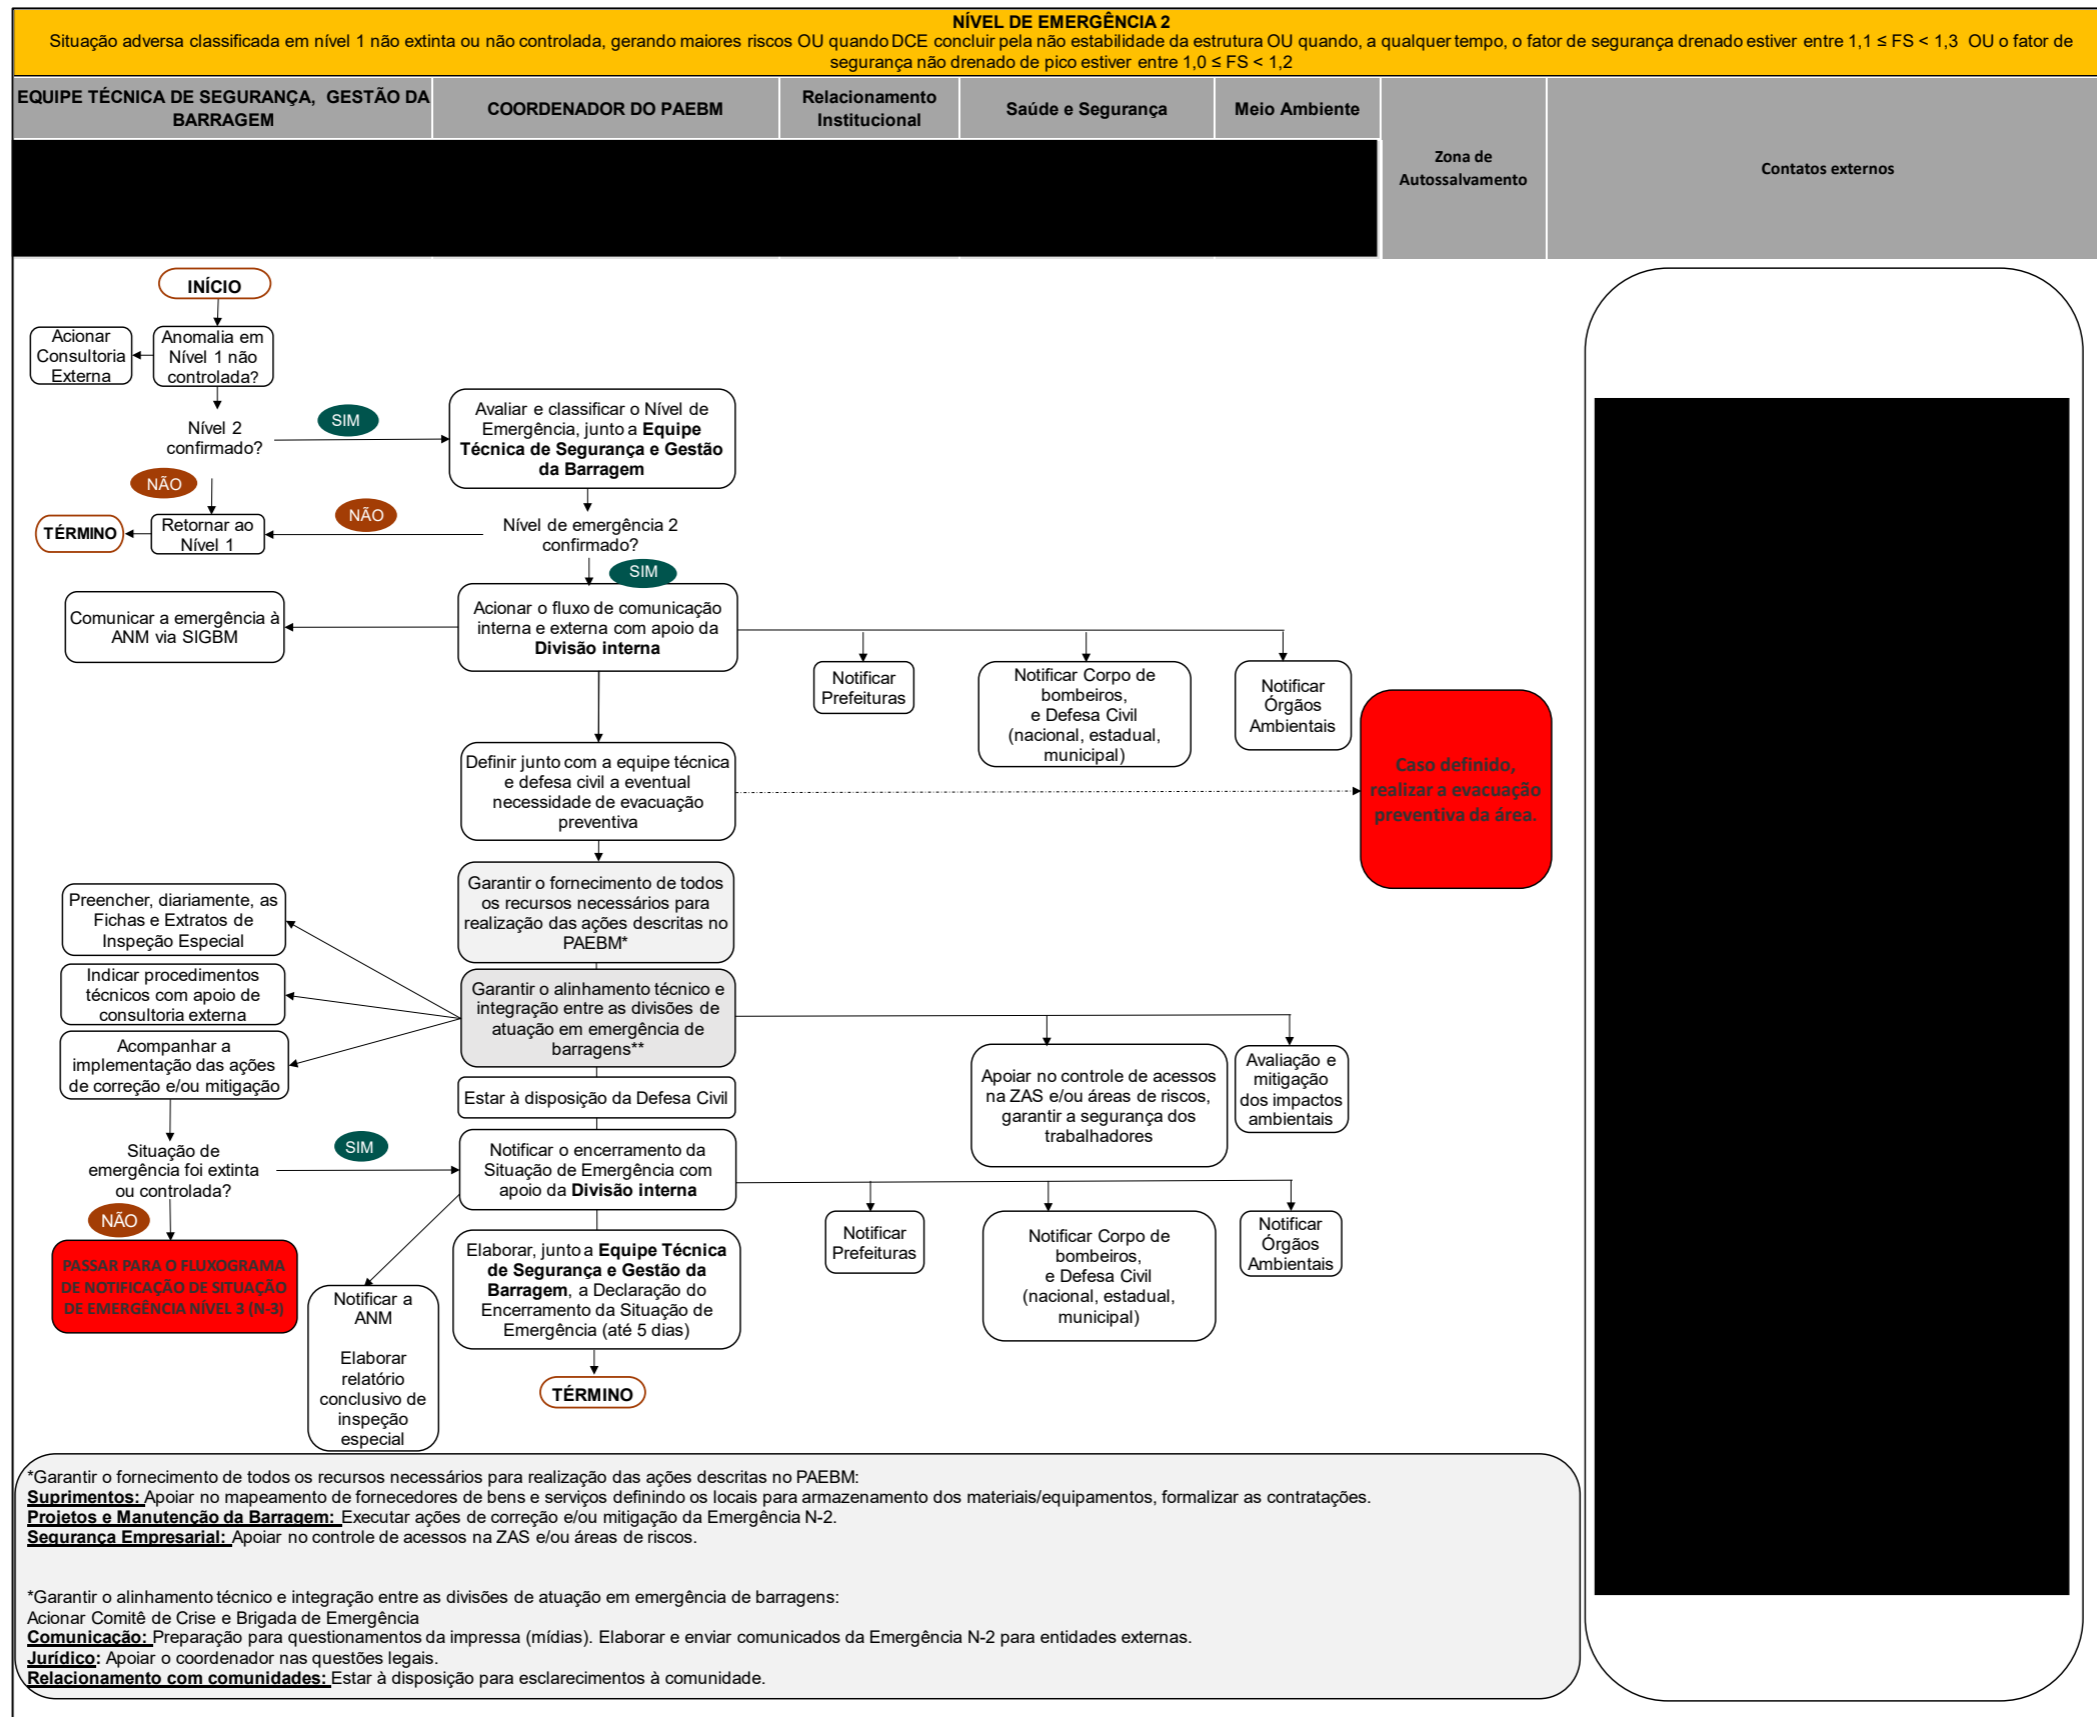 NÍVEL DE EMERGÊNCIA 2
Situação adversa classificada em nível 1 não extinta ou não controlada, gerando maiores riscos OU quando DCE concluir pela não estabilidade da estrutura OU quando, a qualquer tempo, o fator de segurança drenado estiver entre 1,1 ≤ FS < 1,3 OU o fator de
segurança não drenado de pico estiver entre 1,0 ≤ FS < 1,2
EQUIPE TÉCNICA DE SEGURANÇA, GESTÃO DA
BARRAGEM
COORDENADOR DO PAEBM
Relacionamento
Institucional
Saúde e Segurança
Meio Ambiente
Zona de
Autossalvamento
Contatos externos
INÍCIO
Acionar
Consultoria
Externa
Anomalia em
Nível 1 não
controlada?
Nível 2
confirmado?
SIM
Avaliar e classificar o Nível de
Emergência, junto a Equipe
Técnica de Segurança e Gestão
da Barragem
NÃO
TÉRMINO
Retornar ao
Nível 1
NÃO
Nível de emergência 2
confirmado?
SIM
Comunicar a emergência à
ANM via SIGBM
Acionar o fluxo de comunicação
interna e externa com apoio da
Divisão interna
Notificar
Prefeituras
Notificar Corpo de
bombeiros,
e Defesa Civil
(nacional, estadual,
municipal)
Notificar
Órgãos
Ambientais
Definir junto com a equipe técnica
e defesa civil a eventual
necessidade de evacuação
preventiva
Caso definido,
realizar a evacuação
preventiva da área.
Garantir o fornecimento de todos
os recursos necessários para
realização das ações descritas no
PAEBM*
Preencher, diariamente, as
Fichas e Extratos de
Inspeção Especial
Indicar procedimentos
técnicos com apoio de
consultoria externa
Acompanhar a
implementação das ações
de correção e/ou mitigação
Garantir o alinhamento técnico e
integração entre as divisões de
atuação em emergência de
barragens**
Apoiar no controle de acessos
na ZAS e/ou áreas de riscos,
garantir a segurança dos
trabalhadores
Avaliação e
mitigação
dos impactos
ambientais
Estar à disposição da Defesa Civil
Situação de
emergência foi extinta
ou controlada?
SIM
Notificar o encerramento da
Situação de Emergência com
apoio da Divisão interna
NÃO
PASSAR PARA O FLUXOGRAMA
DE NOTIFICAÇÃO DE SITUAÇÃO
DE EMERGÊNCIA NÍVEL 3 (N-3)
Notificar a
ANM
Elaborar
relatório
conclusivo de
inspeção
especial
Elaborar, junto a Equipe Técnica
de Segurança e Gestão da
Barragem, a Declaração do
Encerramento da Situação de
Emergência (até 5 dias)
Notificar
Prefeituras
Notificar Corpo de
bombeiros,
e Defesa Civil
(nacional, estadual,
municipal)
Notificar
Órgãos
Ambientais
TÉRMINO
*Garantir o fornecimento de todos os recursos necessários para realização das ações descritas no PAEBM:
Suprimentos: Apoiar no mapeamento de fornecedores de bens e serviços definindo os locais para armazenamento dos materiais/equipamentos, formalizar as contratações.
Projetos e Manutenção da Barragem: Executar ações de correção e/ou mitigação da Emergência N-2.
Segurança Empresarial: Apoiar no controle de acessos na ZAS e/ou áreas de riscos.
*Garantir o alinhamento técnico e integração entre as divisões de atuação em emergência de barragens:
Acionar Comitê de Crise e Brigada de Emergência
Comunicação: Preparação para questionamentos da impressa (mídias). Elaborar e enviar comunicados da Emergência N-2 para entidades externas.
Jurídico: Apoiar o coordenador nas questões legais.
Relacionamento com comunidades: Estar à disposição para esclarecimentos à comunidade.